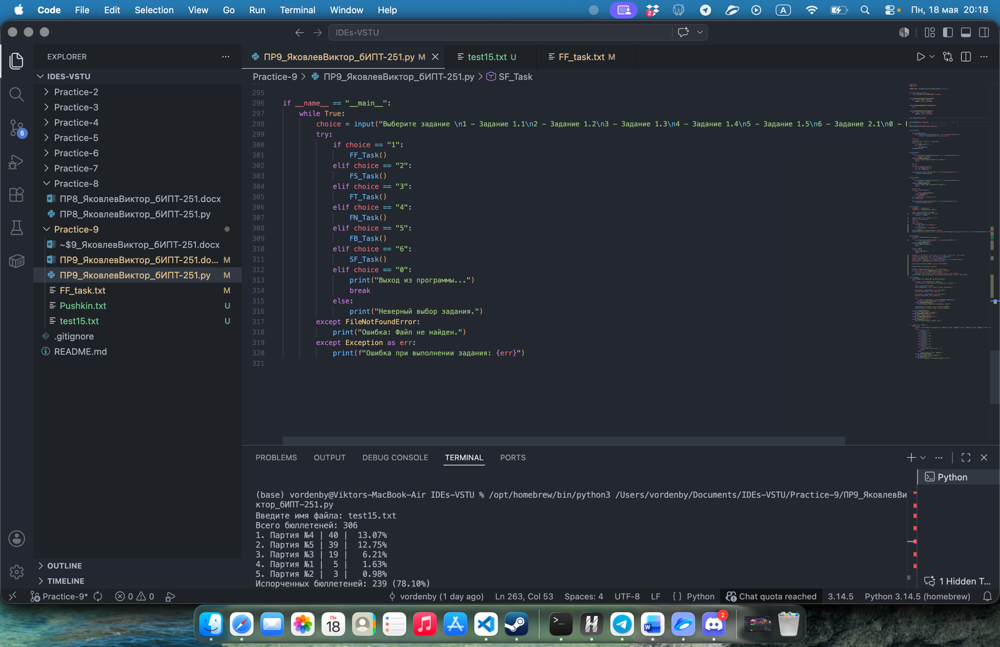 Code File Edit Selection View Go Run Terminal Window Help 2 A Пн, 18 мая 20:18
IDEs-VSTU
EXPLORER
IDES-VSTU
Practice-2
Practice-3
Practice-4
Practice-5
Practice-6
Practice-7
Practice-8
ПР8_ЯковлевВиктор_бИПТ-251.docx
ПР8_ЯковлевВиктор_бИПТ-251.py
Practice-9
~$9_ЯковлевВиктор_бИПТ-251.docx
ПР9_ЯковлевВиктор_бИПТ-251.do... M
ПР9_ЯковлевВиктор_бИПТ-251.py M
FF_task.txt M
Pushkin.txt U
test15.txt U
.gitignore
README.md
OUTLINE
TIMELINE
5
ПР9_ЯковлевВиктор_бИПТ-251.py M test15.txt U FF_task.txt M
Practice-9 > ПР9_ЯковлевВиктор_бИПТ-251.py > SF_Task
295
296 if __name__ == "__main__":
297 while True:
298 choice = input("Выберите задание \n1 - Задание 1.1\n2 - Задание 1.2\n3 - Задание 1.3\n4 - Задание 1.4\n5 - Задание 1.5\n6 - Задание 2.1\n0 -
299 try:
300 if choice == "1":
301 FF_Task()
302 elif choice == "2":
303 FS_Task()
304 elif choice == "3":
305 FT_Task()
306 elif choice == "4":
307 FN_Task()
308 elif choice == "5":
309 FB_Task()
310 elif choice == "6":
311 SF_Task()
312 elif choice == "0":
313 print("Выход из программы...")
314 break
315 else:
316 print("Неверный выбор задания.")
317 except FileNotFoundError:
318 print("Ошибка: Файл не найден.")
319 except Exception as err:
320 print(f"Ошибка при выполнении задания: {err}")
321
PROBLEMS OUTPUT DEBUG CONSOLE TERMINAL PORTS
Python
1 Hidden T...
(base) vordenby@Viktors-MacBook-Air IDEs-VSTU % /opt/homebrew/bin/python3 /Users/vordenby/Documents/IDEs-VSTU/Practice-9/ПР9_ЯковлевВи
ктор_бИПТ-251.py
Введите имя файла: test15.txt
Всего бюллетеней: 306
1. Партия №4 | 40 | 13.07%
2. Партия №5 | 39 | 12.75%
3. Партия №3 | 19 | 6.21%
4. Партия №1 | 5 | 1.63%
5. Партия №2 | 3 | 0.98%
Испорченных бюллетеней: 239 (78.10%)
Practice-9* 0 0 vordenby (1 day ago) Ln 263, Col 53 Spaces: 4 UTF-8 LF { } Python Chat quota reached 3.14.5 Python 3.14.5 (homebrew)
Пн
18
2